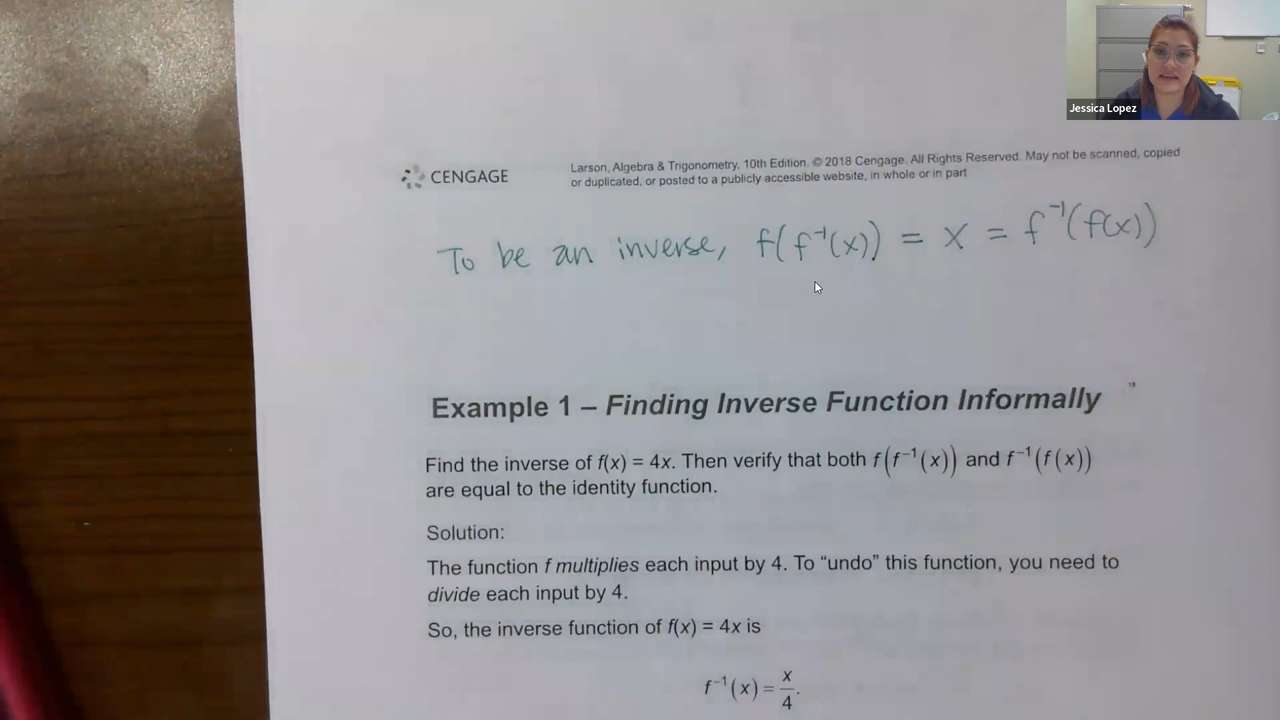 Jessica Lopez
CENGAGE
Larson, Algebra & Trigonometry, 10th Edition. © 2018 Cengage. All Rights Reserved. May not be scanned, copied
or duplicated, or posted to a publicly accessible website, in whole or in part
To be an inverse, f(f⁻¹(x)) = x = f⁻¹(f(x))
Example 1 – Finding Inverse Function Informally
Find the inverse of f(x) = 4x. Then verify that both f(f⁻¹(x)) and f⁻¹(f(x))
are equal to the identity function.
Solution:
The function f multiplies each input by 4. To “undo” this function, you need to
divide each input by 4.
So, the inverse function of f(x) = 4x is
f⁻¹(x) = x/4.